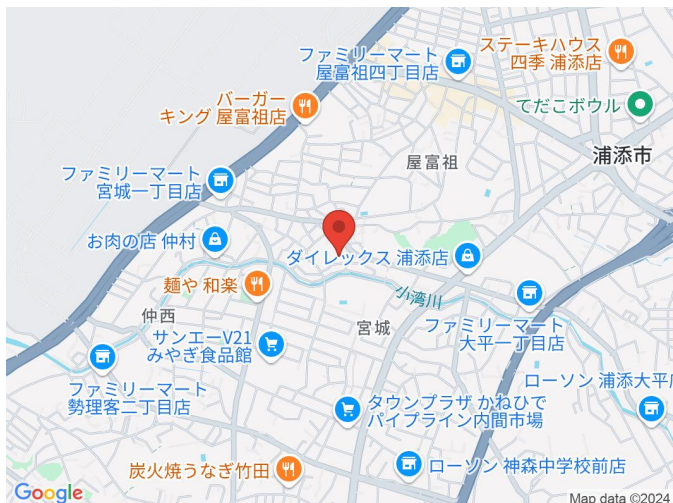 ファミリーマート
屋富祖四丁目店
ステーキハウス
四季 浦添店
てだこボウル
バーガー
キング 屋富祖店
屋富祖
浦添市
ファミリーマート
宮城一丁目店
お肉の店 仲村
ダイレックス 浦添店
麺や 和楽
小湾川
仲西
宮城
ファミリーマート
大平一丁目店
サンエーV21
みやぎ食品館
ファミリーマート
勢理客二丁目店
ローソン 浦添大平店
タウンプラザ かねひで
パイプライン内間市場
炭火焼うなぎ竹田
ローソン 神森中学校前店
Google
Map data ©2024